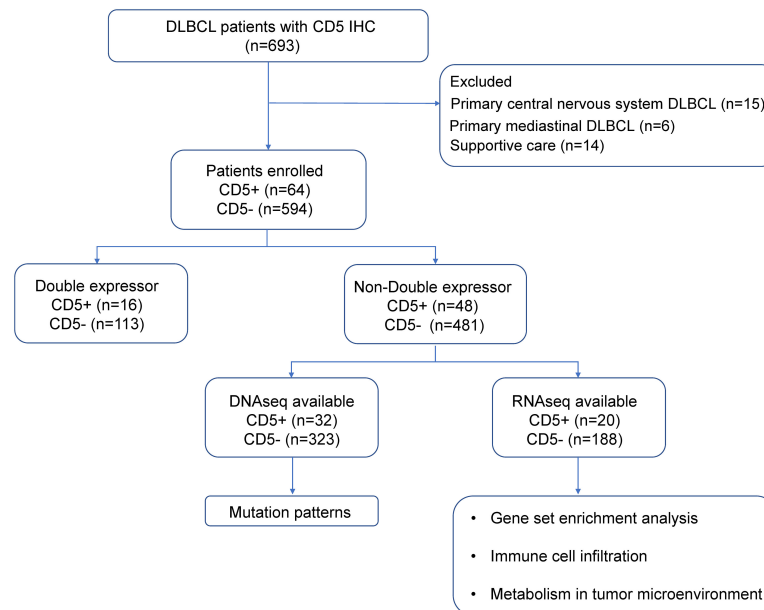 DLBCL patients with CD5 IHC
(n=693)
Excluded
Primary central nervous system DLBCL (n=15)
Primary mediastinal DLBCL (n=6)
Supportive care (n=14)
Patients enrolled
CD5+ (n=64)
CD5- (n=594)
Double expressor
CD5+ (n=16)
CD5- (n=113)
Non-Double expressor
CD5+ (n=48)
CD5- (n=481)
DNAseq available
CD5+ (n=32)
CD5- (n=323)
RNAseq available
CD5+ (n=20)
CD5- (n=188)
Mutation patterns
• Gene set enrichment analysis
• Immune cell infiltration
• Metabolism in tumor microenvironment